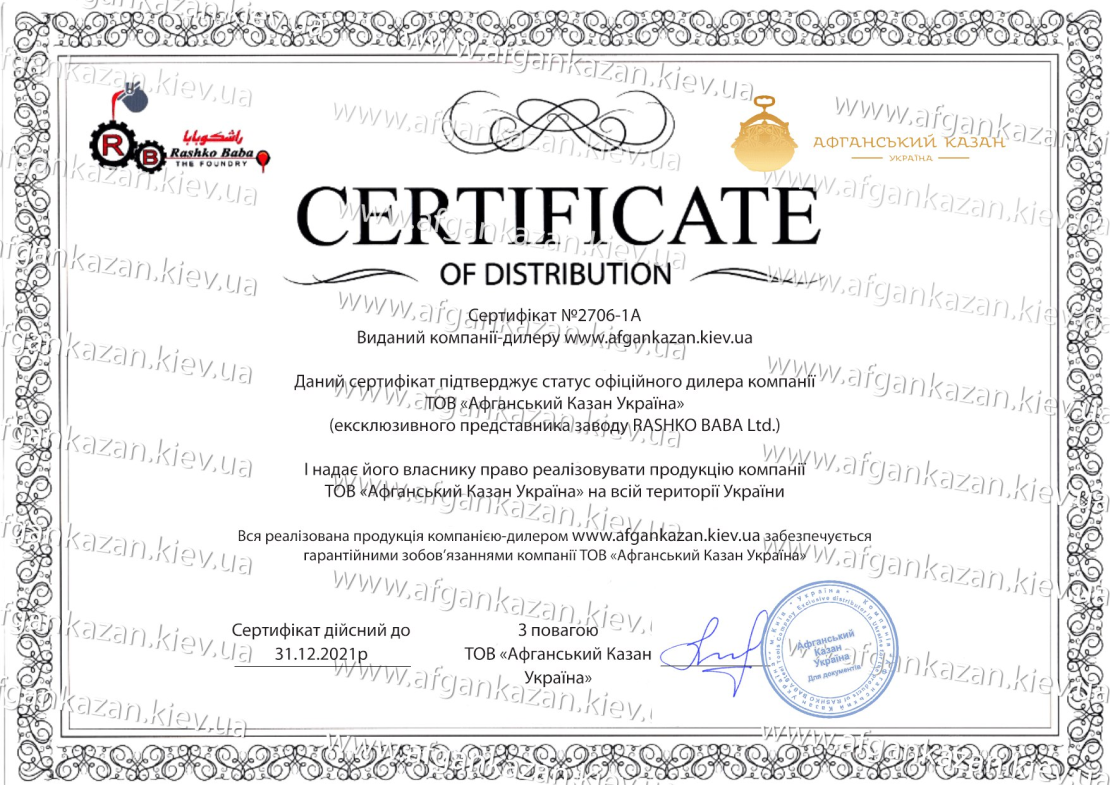 راشكوبابا
R
B
Rashko Baba
THE FOUNDRY
АФГАНСЬКИЙ КАЗАН
УКРАЇНА
CERTIFICATE
OF DISTRIBUTION
Сертифікат №2706-1А
Виданий компанії-дилеру www.afgankazan.kiev.ua
Даний сертифікат підтверджує статус офіційного дилера компанії
ТОВ «Афганський Казан Україна»
(ексклюзивного представника заводу RASHKO BABA Ltd.)
І надає його власнику право реалізовувати продукцію компанії
ТОВ «Афганський Казан Україна» на всій території України
Вся реалізована продукція компанією-дилером www.afgankazan.kiev.ua забезпечується
гарантійними зобов’язаннями компанії ТОВ «Афганський Казан Україна»
Сертифікат дійсний до
31.12.2021р
З повагою
ТОВ «Афганський Казан
Україна»
Афганський
Казан
Україна
Для документів
www.afgankazan.kiev.ua